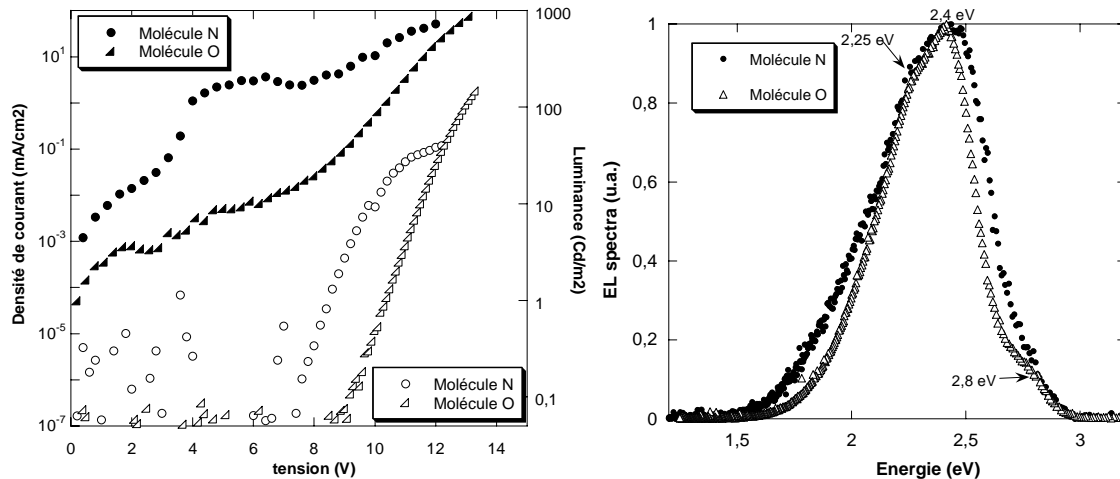 Densité de courant (mA/cm2)
10^1
10^-1
10^-3
10^-5
10^-7
Molécule N
Molécule O
1000
100
10
1
0,1
Luminance (Cd/m2)
Molécule N
Molécule O
0 2 4 6 8 10 12 14
tension (V)
EL spectra (u.a.)
1
0,8
0,6
0,4
0,2
0
2,4 eV
2,25 eV
Molécule N
Molécule O
2,8 eV
1,5 2 2,5 3
Energie (eV)